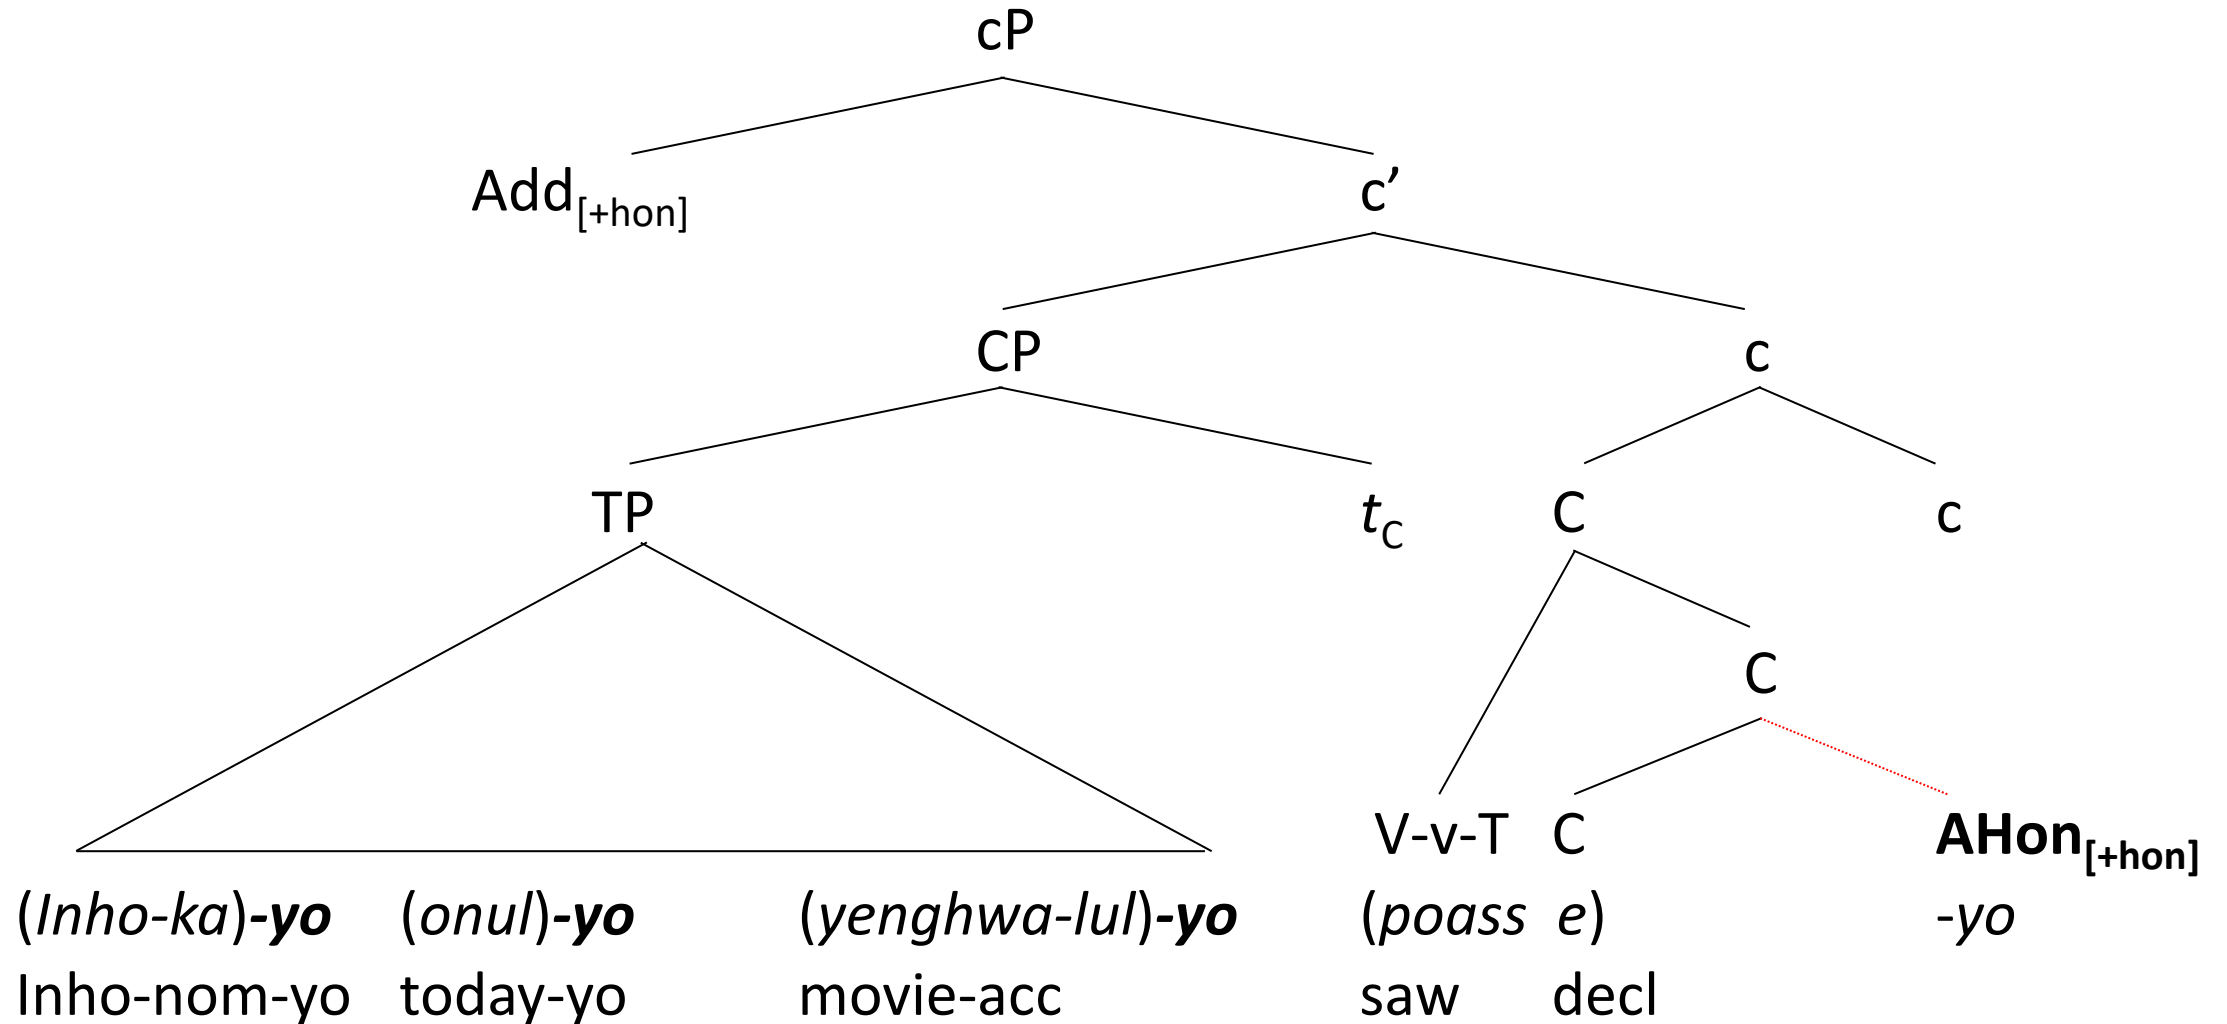 cP
Add[+hon] c’
CP c
TP tC C c
C
V-v-T C AHon[+hon]
(Inho-ka)-yo (onul)-yo (yenghwa-lul)-yo (poass e) -yo
Inho-nom-yo today-yo movie-acc saw decl